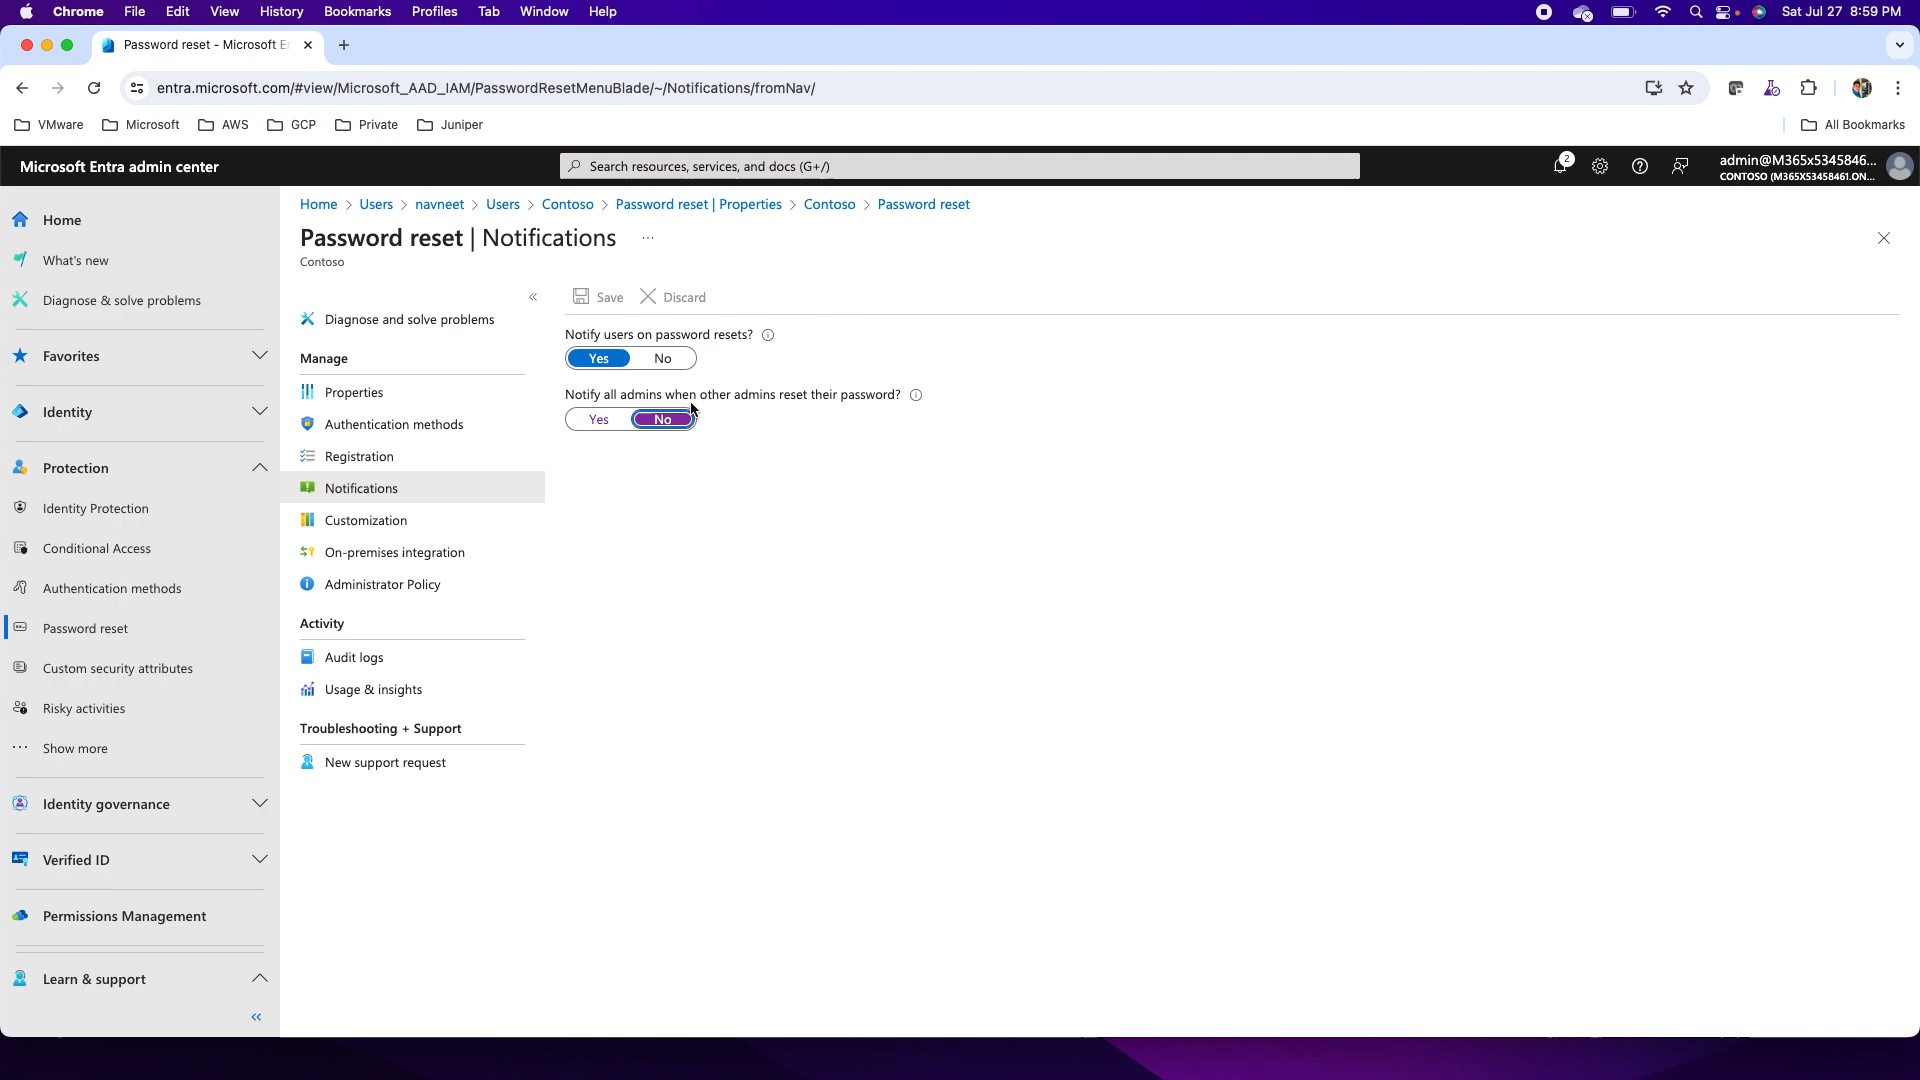 Chrome File Edit View History Bookmarks Profiles Tab Window Help Sat Jul 27 8:59 PM
Password reset - Microsoft E
entra.microsoft.com/#view/Microsoft_AAD_IAM/PasswordResetMenuBlade/~/Notifications/fromNav/
VMware Microsoft AWS GCP Private Juniper All Bookmarks
Microsoft Entra admin center
Search resources, services, and docs (G+/)
2
admin@M365x5345846...
CONTOSO (M365X53458461.ON...
Home
What's new
Diagnose & solve problems
Favorites
Identity
Protection
Identity Protection
Conditional Access
Authentication methods
Password reset
Custom security attributes
Risky activities
Show more
Identity governance
Verified ID
Permissions Management
Learn & support
Home > Users > navneet > Users > Contoso > Password reset | Properties > Contoso > Password reset
Password reset | Notifications ...
Contoso
Diagnose and solve problems
Manage
Properties
Authentication methods
Registration
Notifications
Customization
On-premises integration
Administrator Policy
Activity
Audit logs
Usage & insights
Troubleshooting + Support
New support request
Save Discard
Notify users on password resets?
Yes No
Notify all admins when other admins reset their password?
Yes No